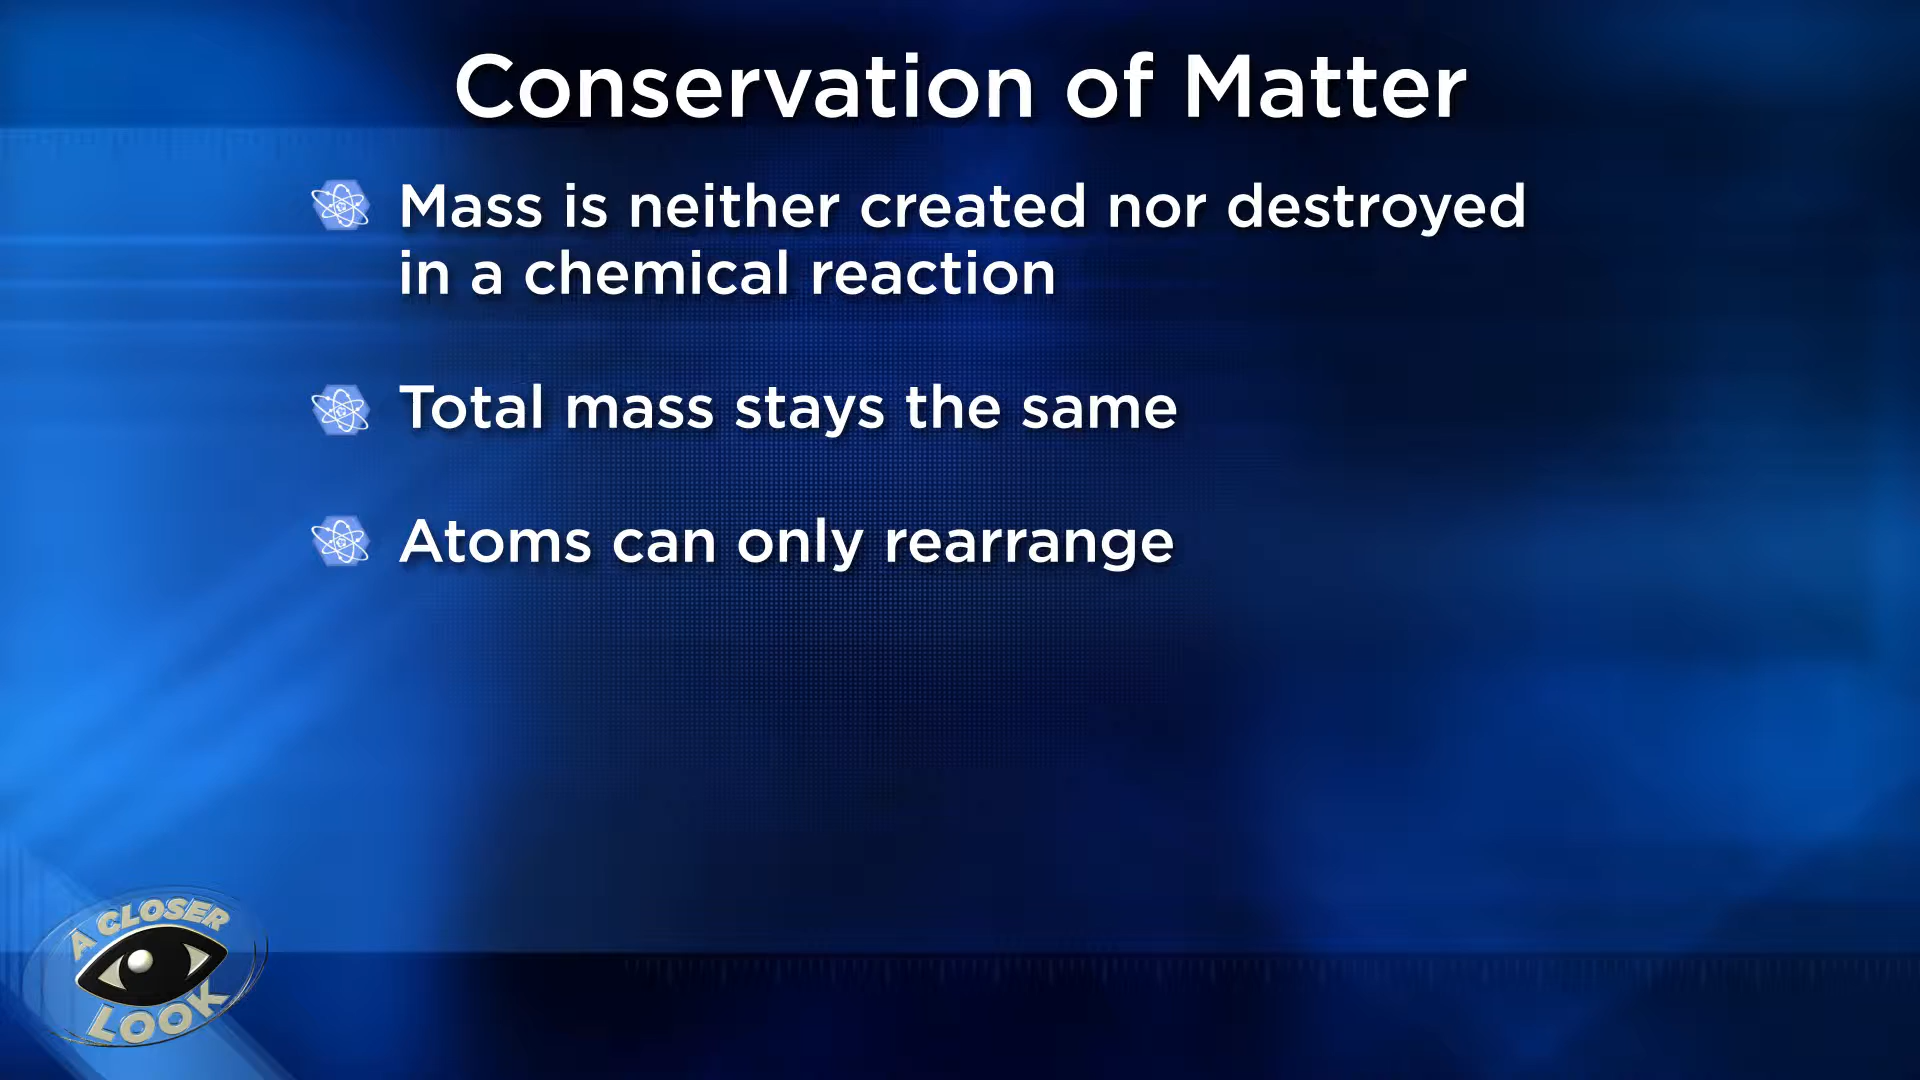 Conservation of Matter
Mass is neither created nor destroyed
in a chemical reaction
Total mass stays the same
Atoms can only rearrange
A CLOSER
LOOK